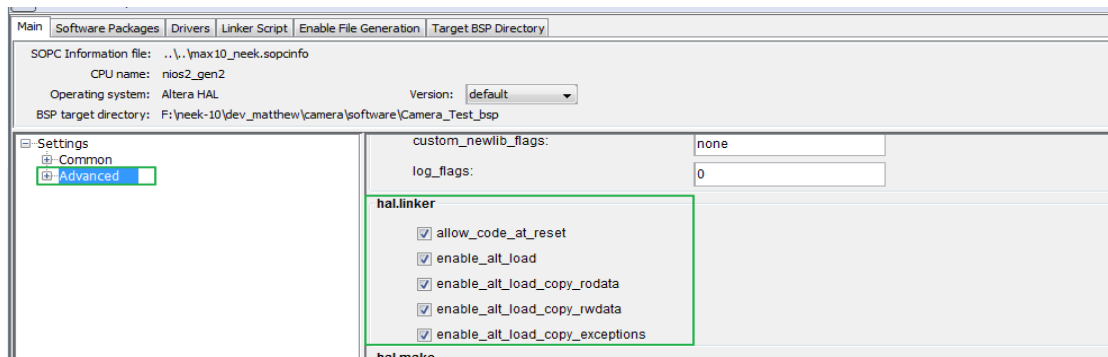 Main Software Packages Drivers Linker Script Enable File Generation Target BSP Directory
SOPC Information file: ..\..\max10_neek.sopcinfo
CPU name: nios2_gen2
Operating system: Altera HAL Version: default
BSP target directory: F:\neek-10\dev_matthew\camera\software\Camera_Test_bsp
Settings
Common
Advanced
custom_newlib_flags: none
log_flags: 0
hal.linker
allow_code_at_reset
enable_alt_load
enable_alt_load_copy_rodata
enable_alt_load_copy_rwdata
enable_alt_load_copy_exceptions
hal.make